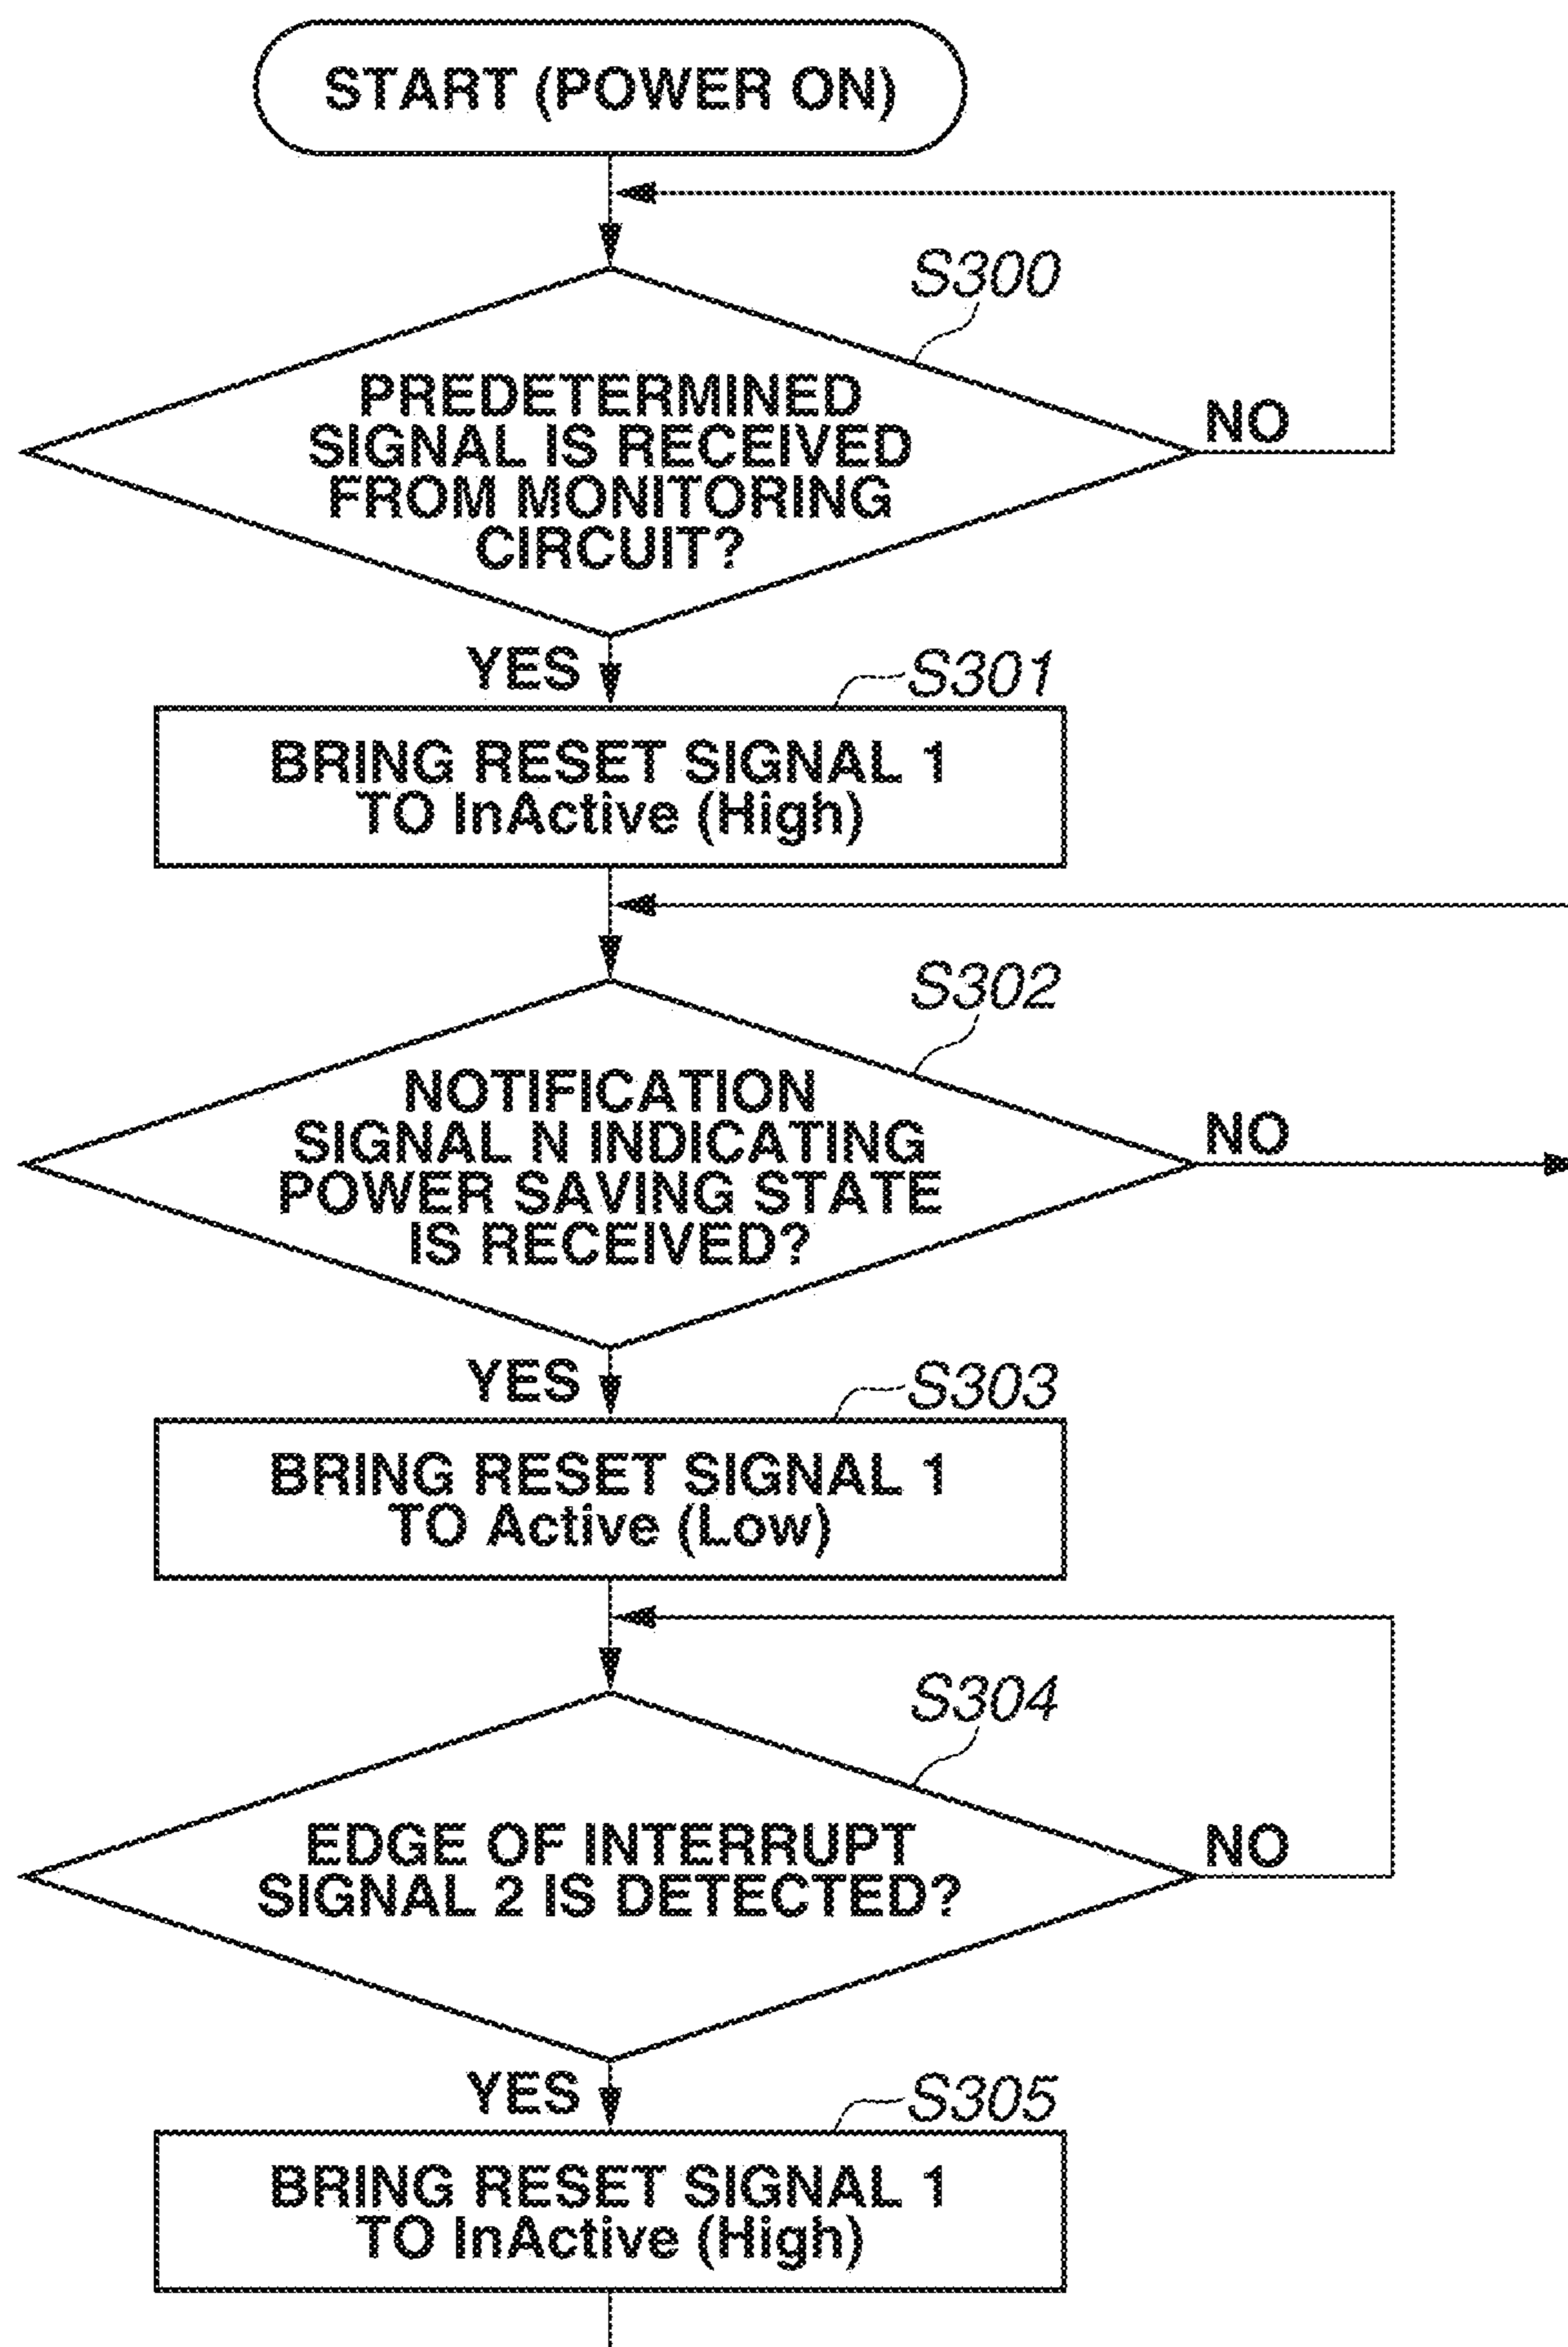 START (POWER ON)
S300
PREDETERMINED
SIGNAL IS RECEIVED
FROM MONITORING
CIRCUIT?
NO
YES
S301
BRING RESET SIGNAL 1
TO InActive (High)
S302
NOTIFICATION
SIGNAL N INDICATING
POWER SAVING STATE
IS RECEIVED?
NO
YES
S303
BRING RESET SIGNAL 1
TO Active (Low)
S304
EDGE OF INTERRUPT
SIGNAL 2 IS DETECTED?
NO
YES
S305
BRING RESET SIGNAL 1
TO InActive (High)